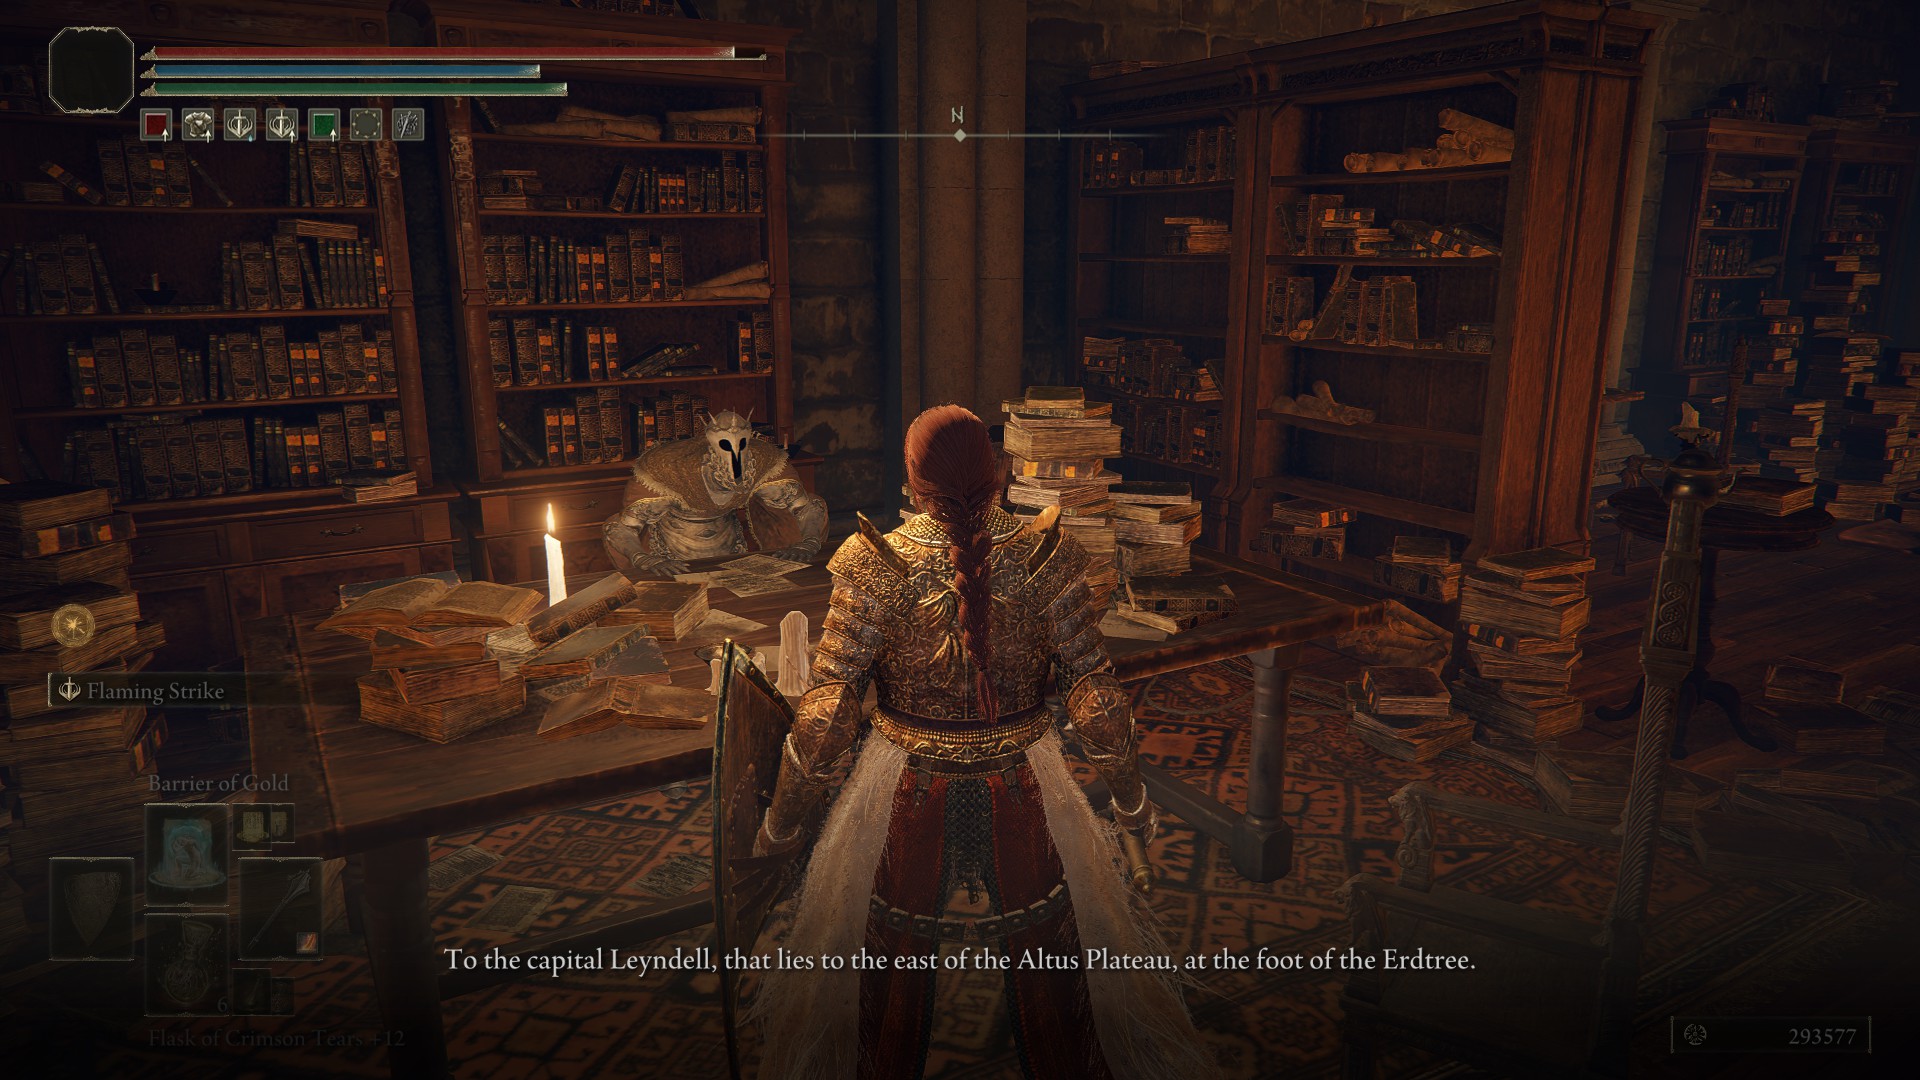 N
Flaming Strike
Barrier of Gold
6
Flask of Crimson Tears +12
To the capital Leyndell, that lies to the east of the Altus Plateau, at the foot of the Erdtree.
293577